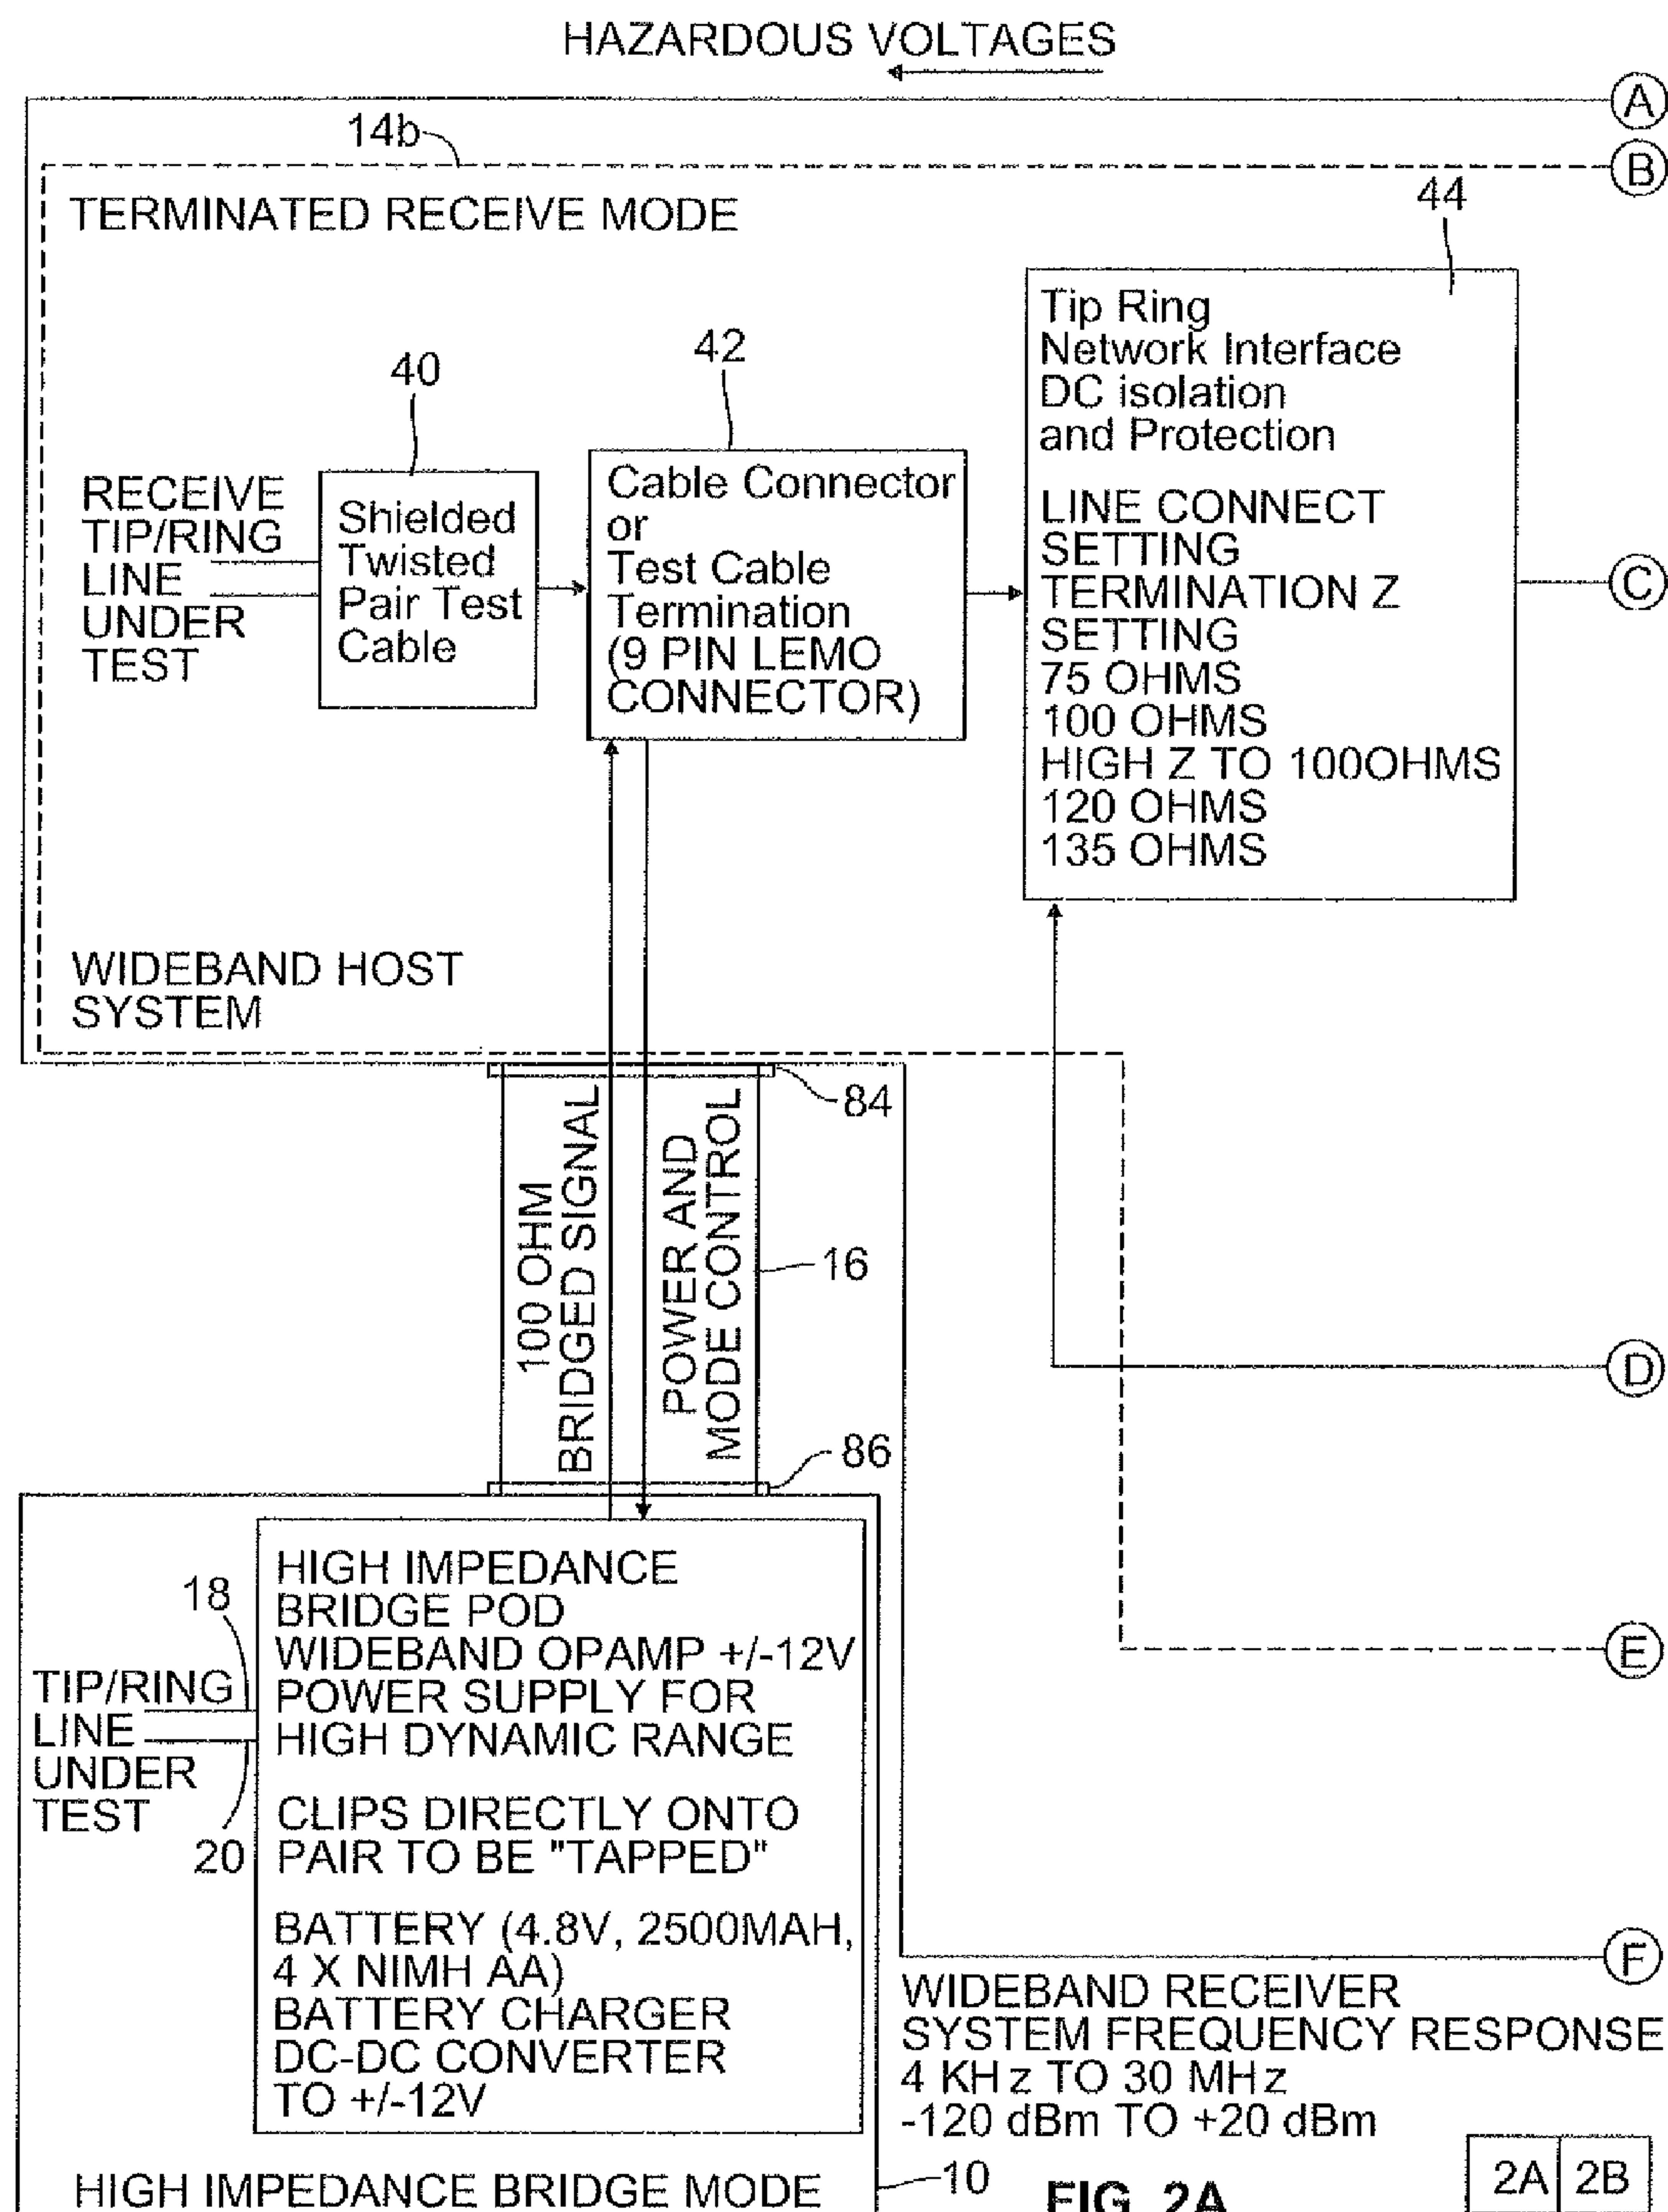 HAZARDOUS VOLTAGES
A
14b
B
TERMINATED RECEIVE MODE
44
Tip Ring
Network Interface
DC isolation
and Protection
LINE CONNECT
SETTING
TERMINATION Z
SETTING
75 OHMS
100 OHMS
HIGH Z TO 100OHMS
120 OHMS
135 OHMS
42
Cable Connector
or
Test Cable
Termination
(9 PIN LEMO
CONNECTOR)
40
Shielded
Twisted
Pair Test
Cable
RECEIVE
TIP/RING
LINE
UNDER
TEST
C
WIDEBAND HOST
SYSTEM
84
100 OHM
BRIDGED SIGNAL
POWER AND
MODE CONTROL
16
D
86
18
TIP/RING
LINE
UNDER
TEST
20
HIGH IMPEDANCE
BRIDGE POD
WIDEBAND OPAMP +/-12V
POWER SUPPLY FOR
HIGH DYNAMIC RANGE
CLIPS DIRECTLY ONTO
PAIR TO BE "TAPPED"
BATTERY (4.8V, 2500MAH,
4 X NIMH AA)
BATTERY CHARGER
DC-DC CONVERTER
TO +/-12V
E
F
WIDEBAND RECEIVER
SYSTEM FREQUENCY RESPONSE
4 KHz TO 30 MHz
-120 dBm TO +20 dBm
HIGH IMPEDANCE BRIDGE MODE
10
FIG. 2A
2A 2B